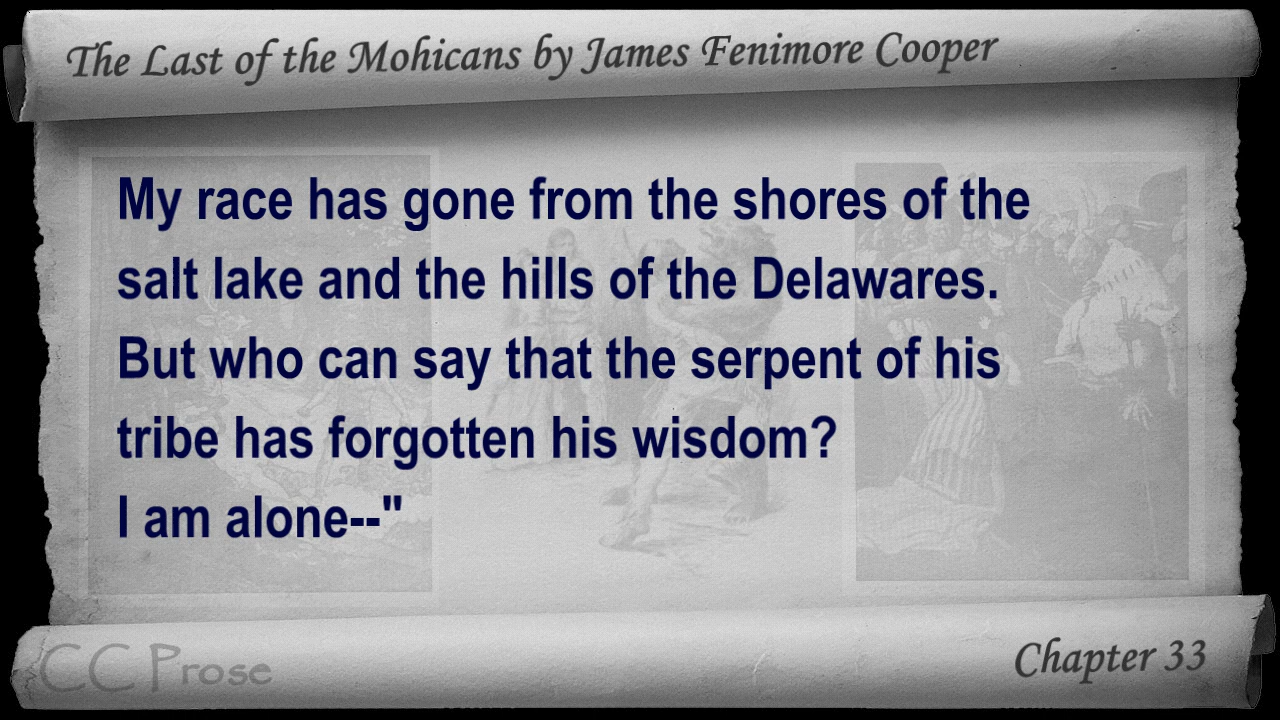 The Last of the Mohicans by James Fenimore Cooper
My race has gone from the shores of the
salt lake and the hills of the Delawares.
But who can say that the serpent of his
tribe has forgotten his wisdom?
I am alone--"
CC Prose
Chapter 33